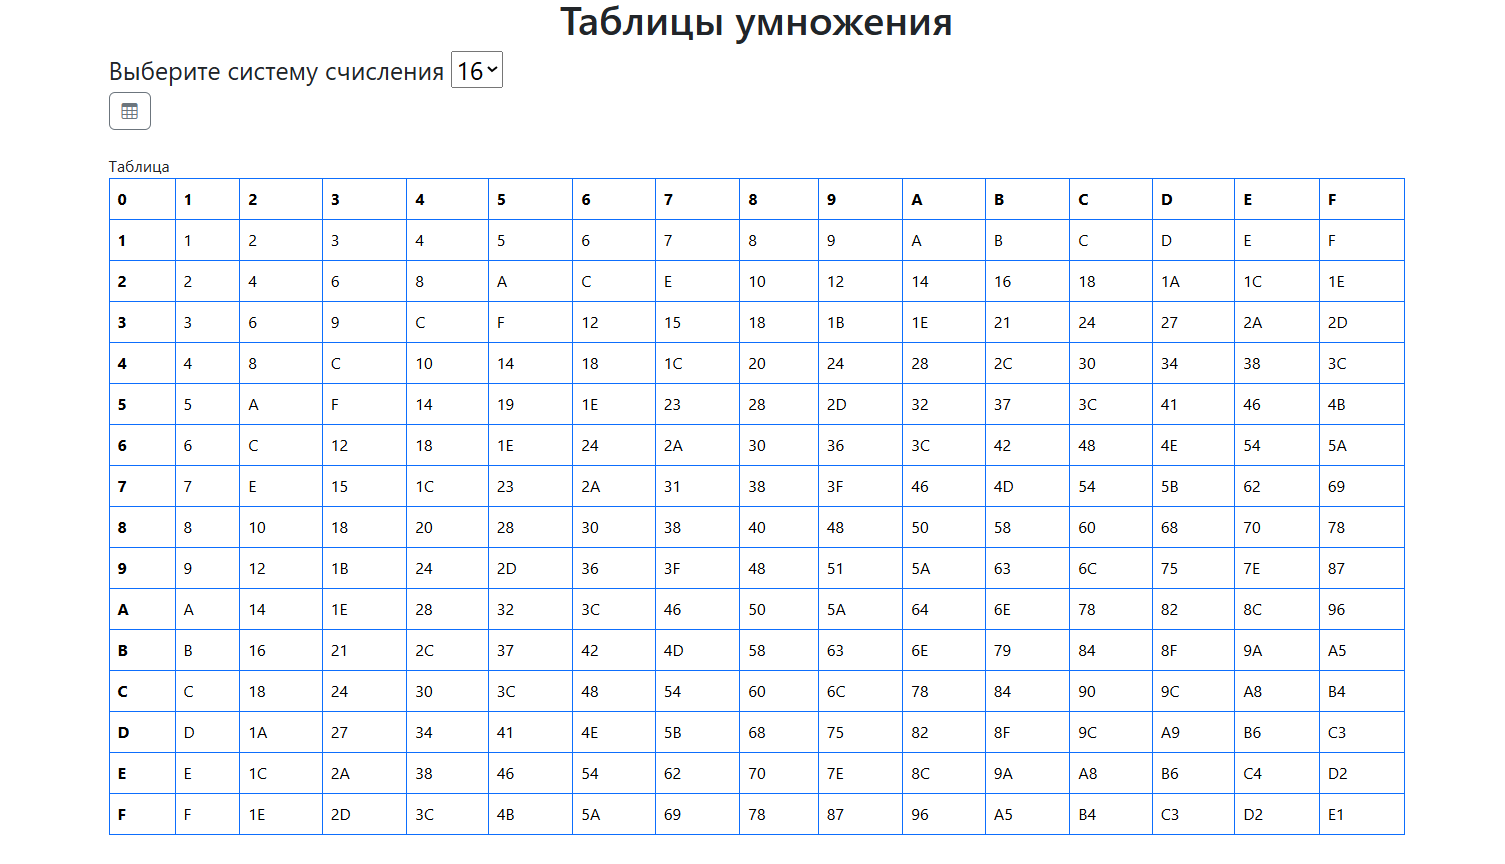 Таблицы умножения
Выберите систему счисления 16
Таблица
0 1 2 3 4 5 6 7 8 9 A B C D E F
1 1 2 3 4 5 6 7 8 9 A B C D E F
2 2 4 6 8 A C E 10 12 14 16 18 1A 1C 1E
3 3 6 9 C F 12 15 18 1B 1E 21 24 27 2A 2D
4 4 8 C 10 14 18 1C 20 24 28 2C 30 34 38 3C
5 5 A F 14 19 1E 23 28 2D 32 37 3C 41 46 4B
6 6 C 12 18 1E 24 2A 30 36 3C 42 48 4E 54 5A
7 7 E 15 1C 23 2A 31 38 3F 46 4D 54 5B 62 69
8 8 10 18 20 28 30 38 40 48 50 58 60 68 70 78
9 9 12 1B 24 2D 36 3F 48 51 5A 63 6C 75 7E 87
A A 14 1E 28 32 3C 46 50 5A 64 6E 78 82 8C 96
B B 16 21 2C 37 42 4D 58 63 6E 79 84 8F 9A A5
C C 18 24 30 3C 48 54 60 6C 78 84 90 9C A8 B4
D D 1A 27 34 41 4E 5B 68 75 82 8F 9C A9 B6 C3
E E 1C 2A 38 46 54 62 70 7E 8C 9A A8 B6 C4 D2
F F 1E 2D 3C 4B 5A 69 78 87 96 A5 B4 C3 D2 E1